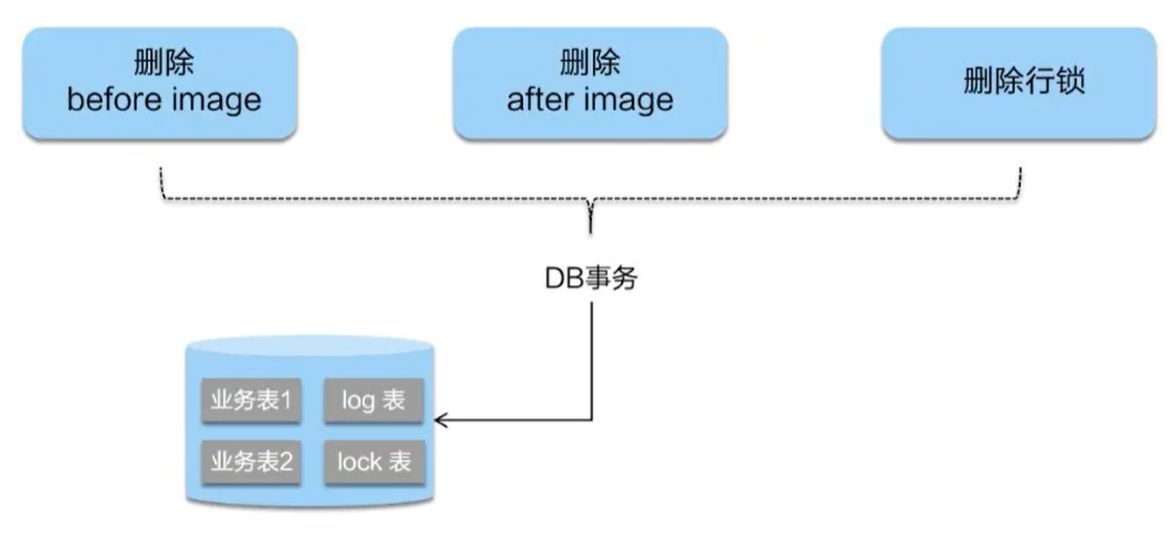 删除
before image
删除
after image
删除行锁
DB事务
业务表1
log 表
业务表2
lock 表